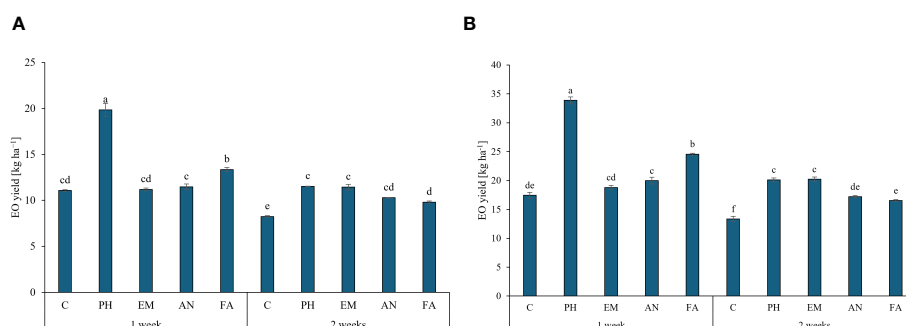 A
25
20
15
10
5
0
EO yield [kg ha⁻¹]
a
b
cd
cd
c
c
c
cd
d
e
C PH EM AN FA C PH EM AN FA
1 week 2 weeks
B
40
35
30
25
20
15
10
5
0
EO yield [kg ha⁻¹]
a
b
de
cd
c
c
c
de
e
f
C PH EM AN FA C PH EM AN FA
1 week 2 weeks